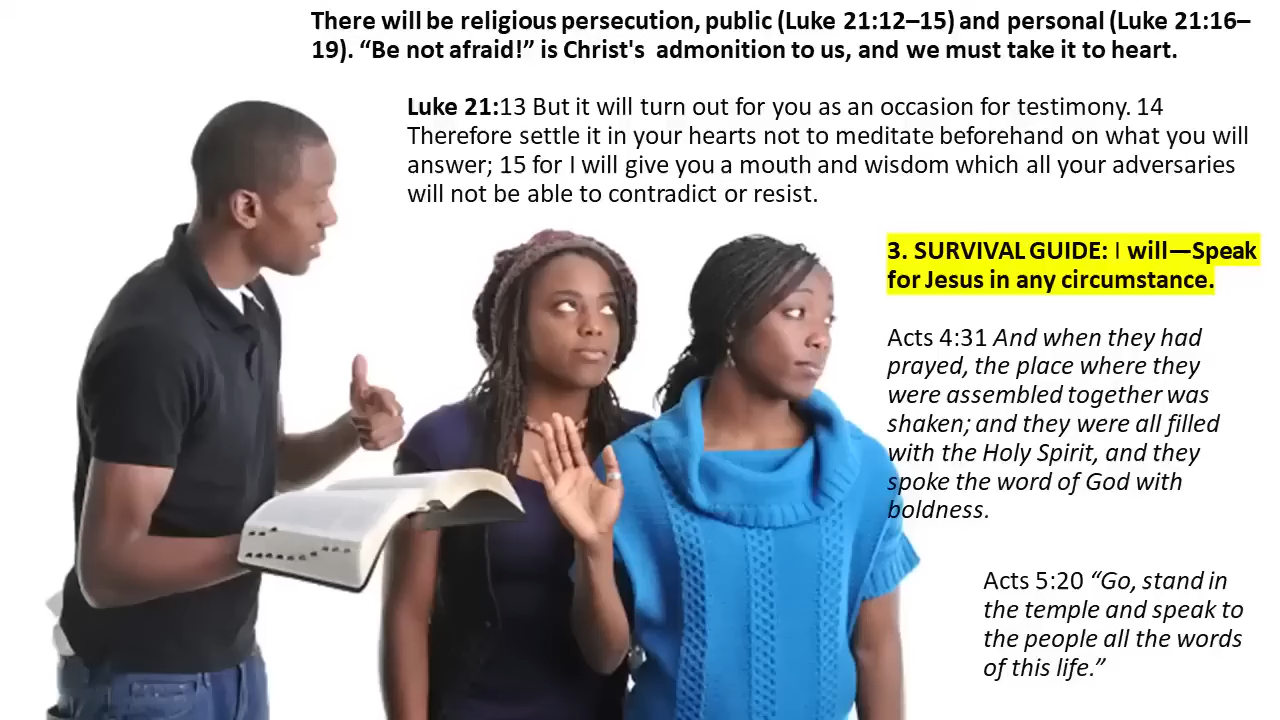 There will be religious persecution, public (Luke 21:12–15) and personal (Luke 21:16–
19). “Be not afraid!” is Christ's admonition to us, and we must take it to heart.
Luke 21:13 But it will turn out for you as an occasion for testimony. 14
Therefore settle it in your hearts not to meditate beforehand on what you will
answer; 15 for I will give you a mouth and wisdom which all your adversaries
will not be able to contradict or resist.
3. SURVIVAL GUIDE: I will—Speak
for Jesus in any circumstance.
Acts 4:31 And when they had
prayed, the place where they
were assembled together was
shaken; and they were all filled
with the Holy Spirit, and they
spoke the word of God with
boldness.
Acts 5:20 “Go, stand in
the temple and speak to
the people all the words
of this life.”